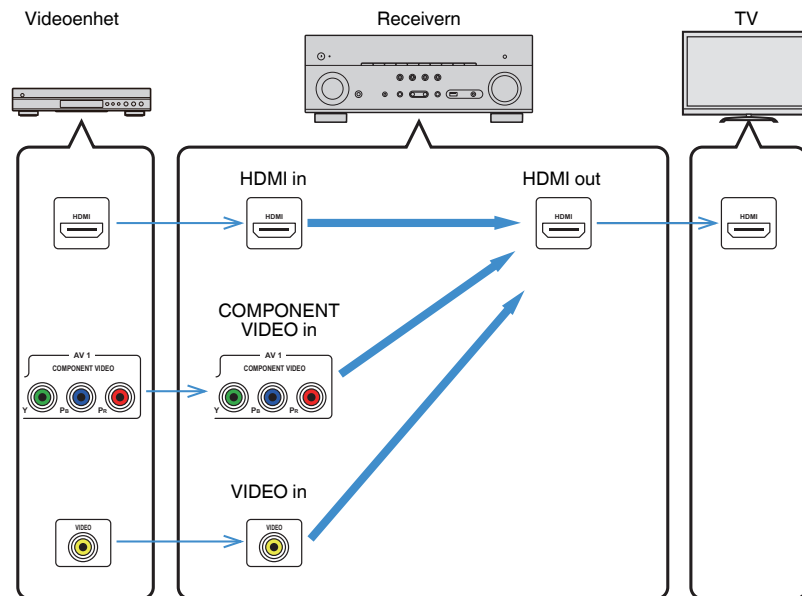 Videoenhet
Receivern
TV
HDMI in
HDMI out
HDMI
HDMI
HDMI
HDMI
COMPONENT
VIDEO in
AV 1
COMPONENT VIDEO
Y PB PR
AV 1
COMPONENT VIDEO
Y PB PR
VIDEO in
VIDEO
VIDEO